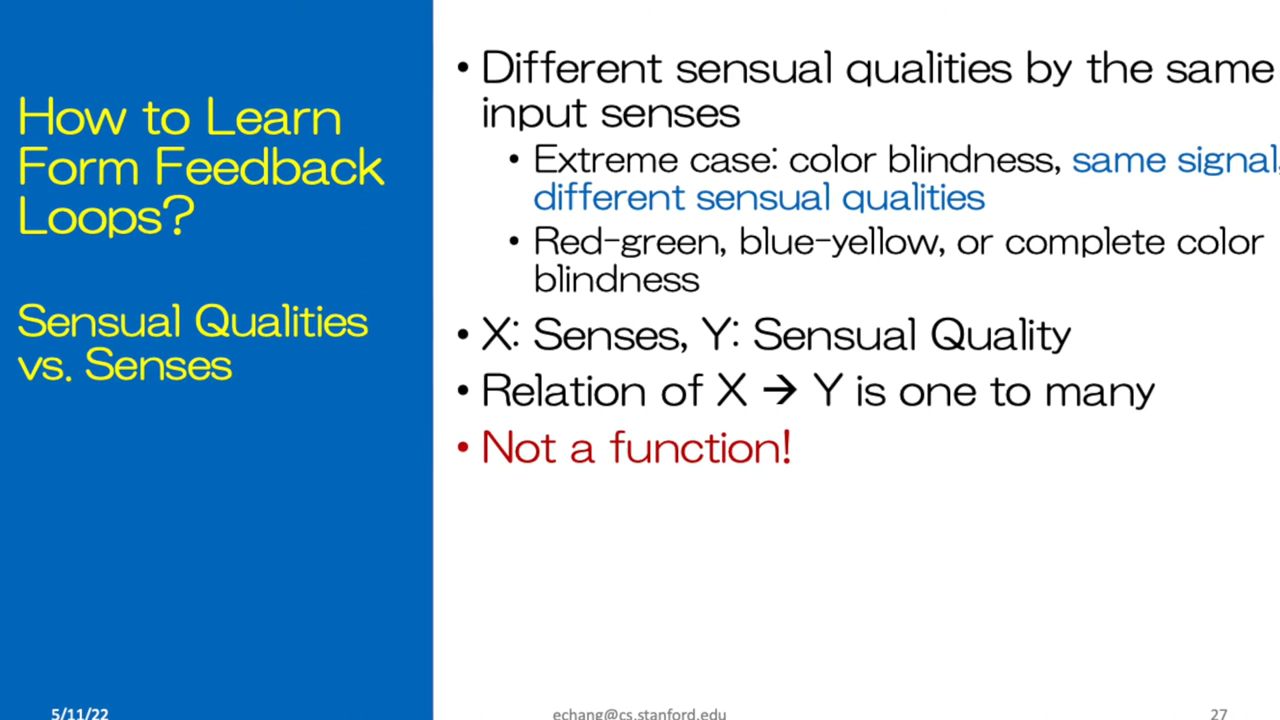 How to Learn
Form Feedback
Loops?
Sensual Qualities
vs. Senses
• Different sensual qualities by the same
input senses
• Extreme case: color blindness, same signal,
different sensual qualities
• Red-green, blue-yellow, or complete color
blindness
• X: Senses, Y: Sensual Quality
• Relation of X → Y is one to many
• Not a function!
5/11/22
echang@cs.stanford.edu
27